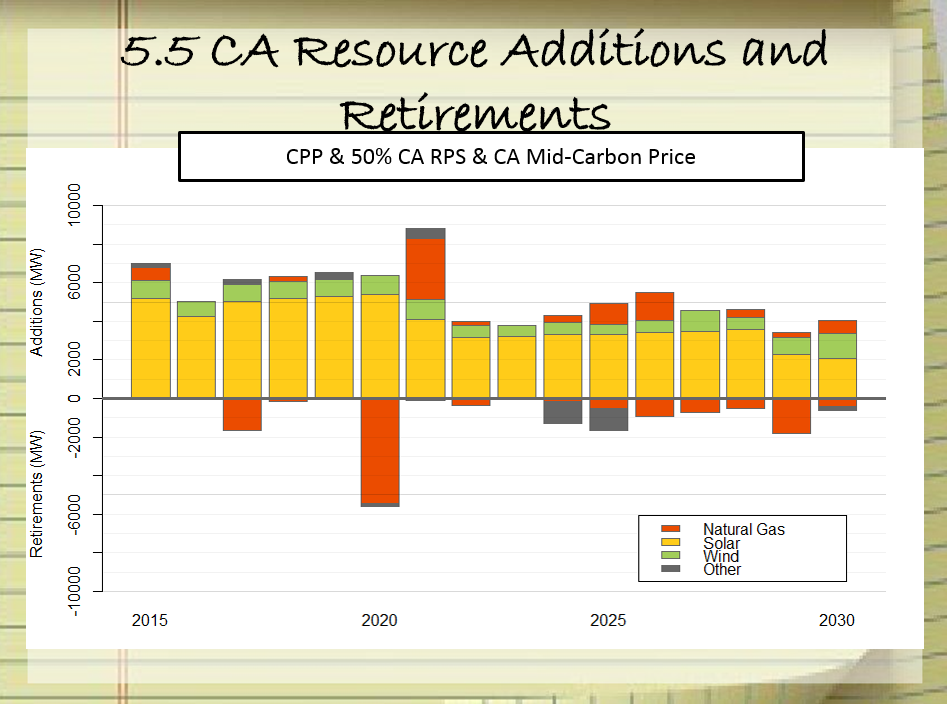 5.5 CA Resource Additions and
Retirements
CPP & 50% CA RPS & CA Mid-Carbon Price
Additions (MW)
Retirements (MW)
10000
6000
2000
0
-2000
-6000
-10000
Natural Gas
Solar
Wind
Other
2015
2020
2025
2030